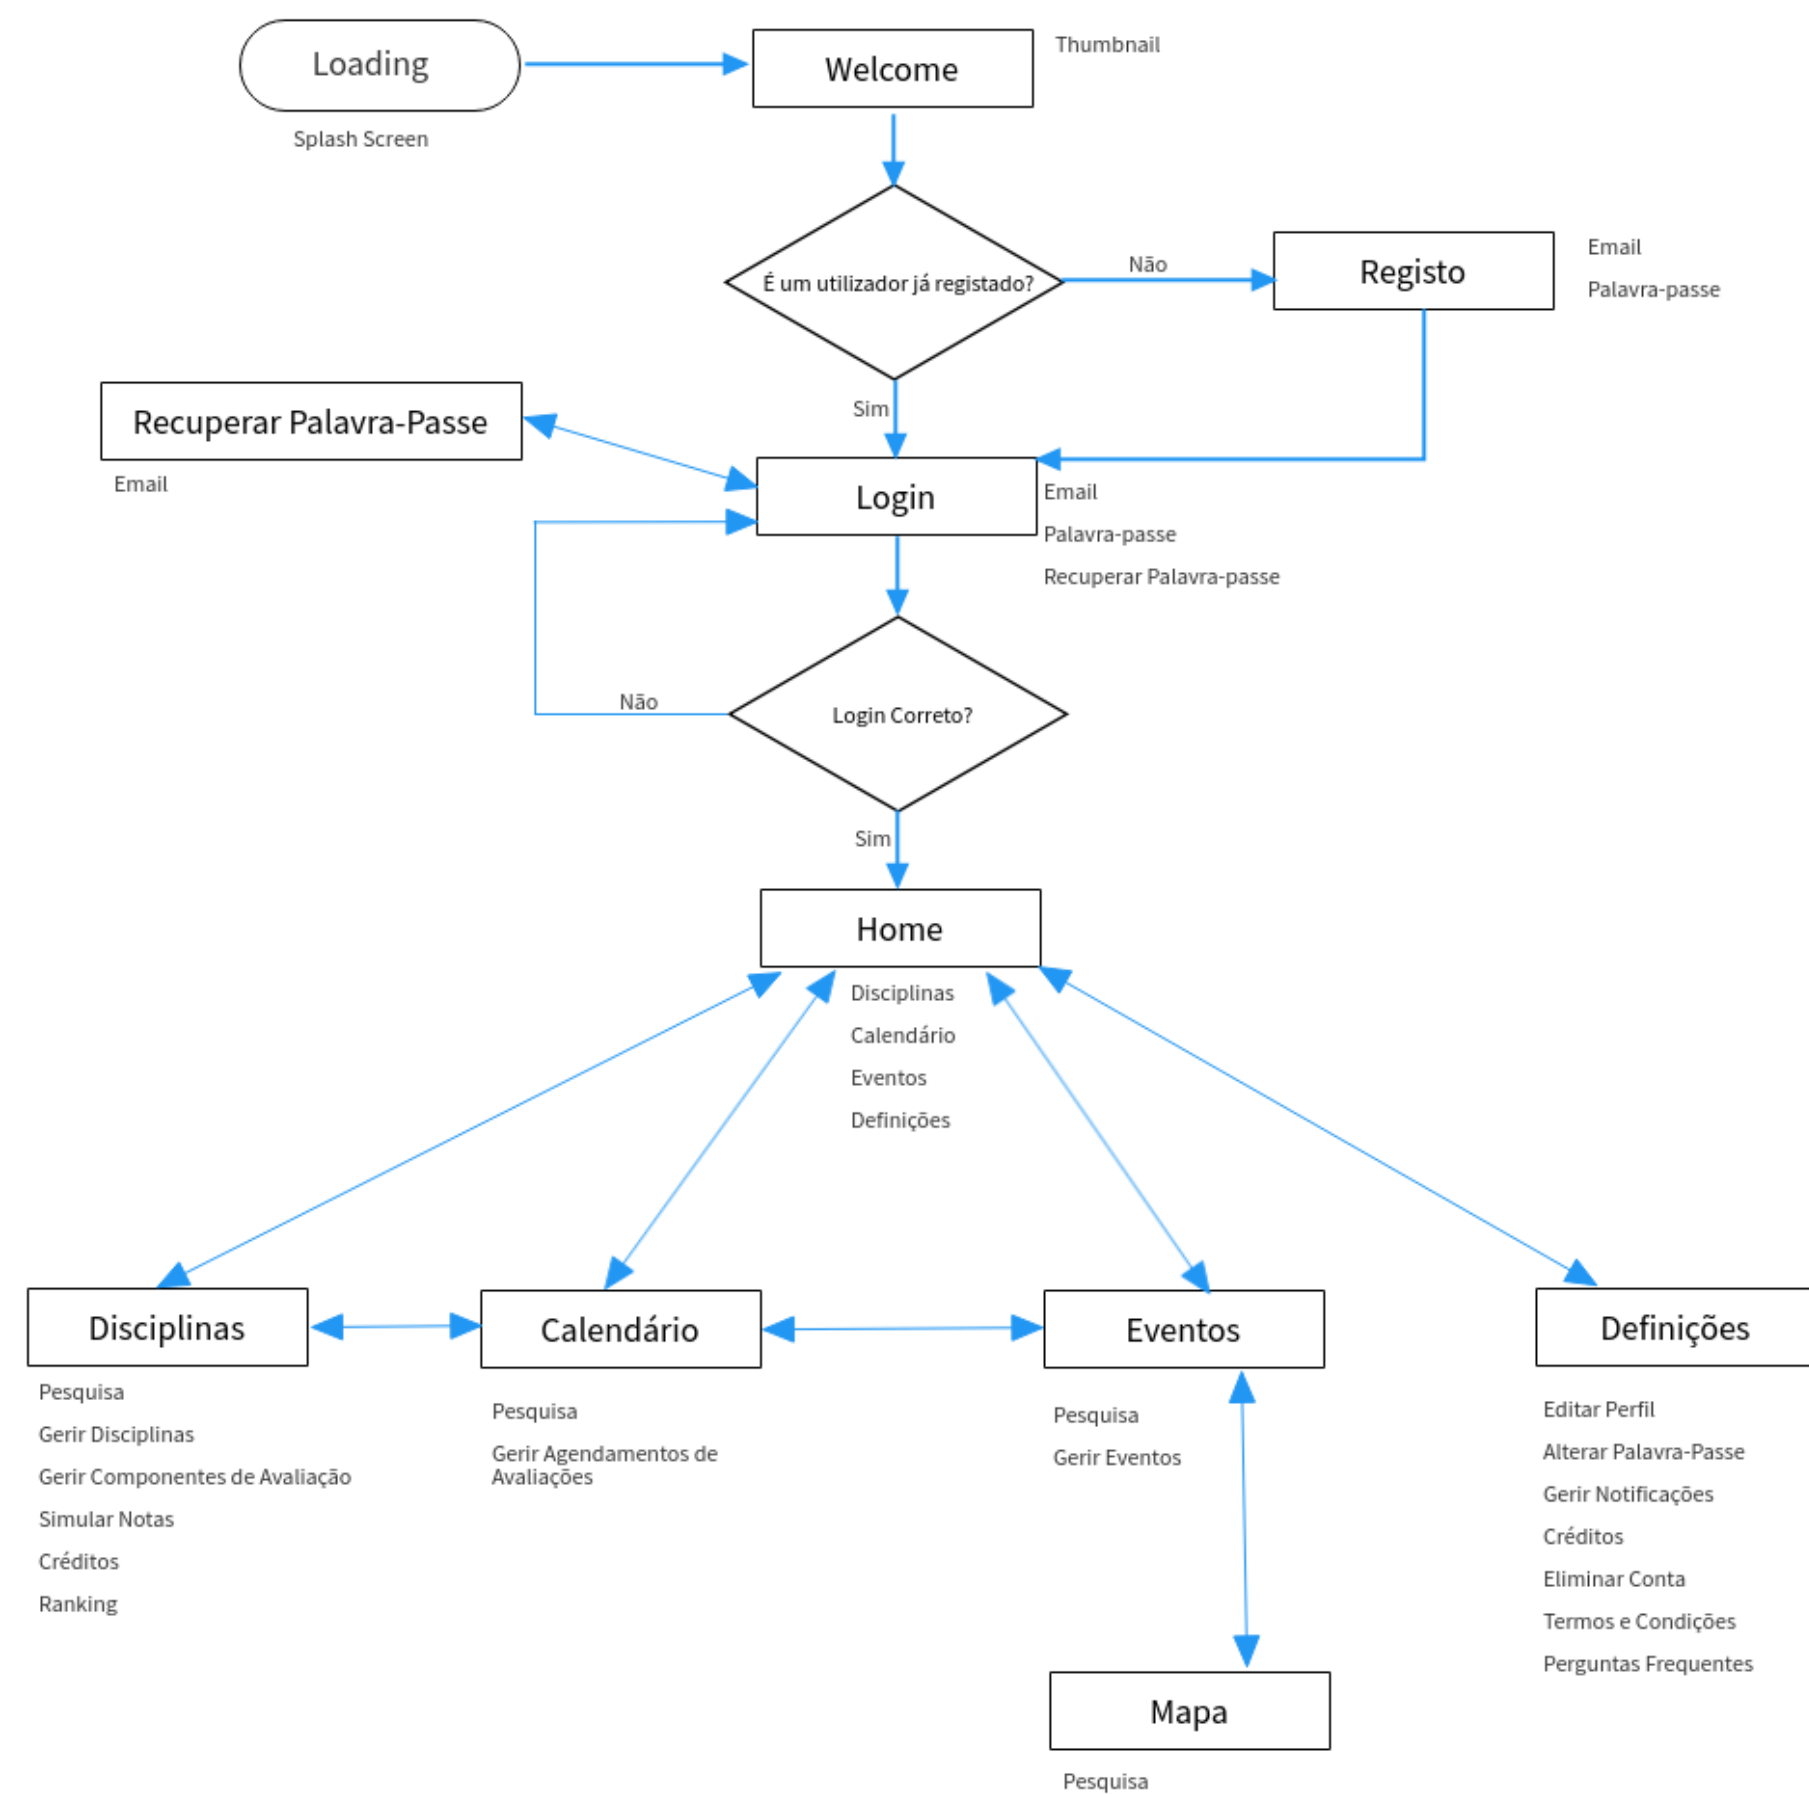 Loading
Splash Screen
Welcome
Thumbnail
É um utilizador já registado?
Não
Registo
Email
Palavra-passe
Sim
Recuperar Palavra-Passe
Email
Login
Email
Palavra-passe
Recuperar Palavra-passe
Login Correto?
Não
Sim
Home
Disciplinas
Calendário
Eventos
Definições
Disciplinas
Pesquisa
Gerir Disciplinas
Gerir Componentes de Avaliação
Simular Notas
Créditos
Ranking
Calendário
Pesquisa
Gerir Agendamentos de
Avaliações
Eventos
Pesquisa
Gerir Eventos
Definições
Editar Perfil
Alterar Palavra-Passe
Gerir Notificações
Créditos
Eliminar Conta
Termos e Condições
Perguntas Frequentes
Mapa
Pesquisa